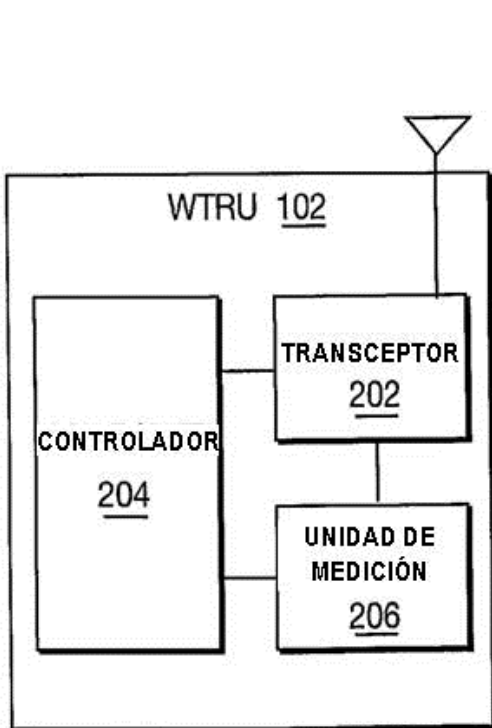 WTRU 102
TRANSCEPTOR
202
CONTROLADOR
204
UNIDAD DE
MEDICIÓN
206